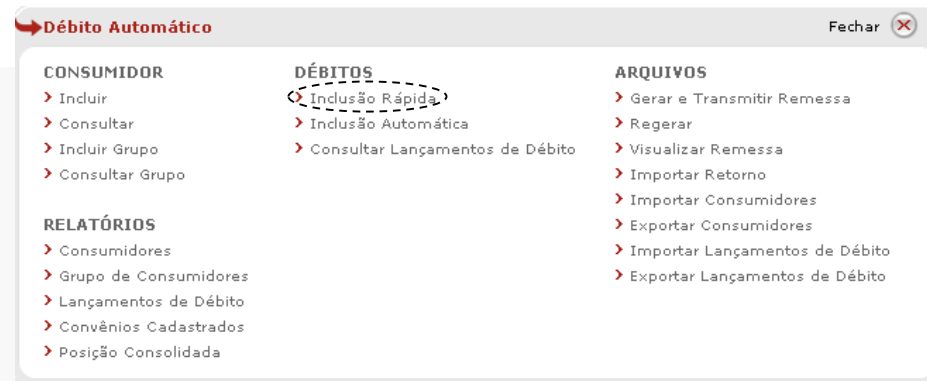 Débito Automático
Fechar
CONSUMIDOR
Incluir
Consultar
Incluir Grupo
Consultar Grupo
RELATÓRIOS
Consumidores
Grupo de Consumidores
Lançamentos de Débito
Convênios Cadastrados
Posição Consolidada
DÉBITOS
Inclusão Rápida
Inclusão Automática
Consultar Lançamentos de Débito
ARQUIVOS
Gerar e Transmitir Remessa
Regerar
Visualizar Remessa
Importar Retorno
Importar Consumidores
Exportar Consumidores
Importar Lançamentos de Débito
Exportar Lançamentos de Débito